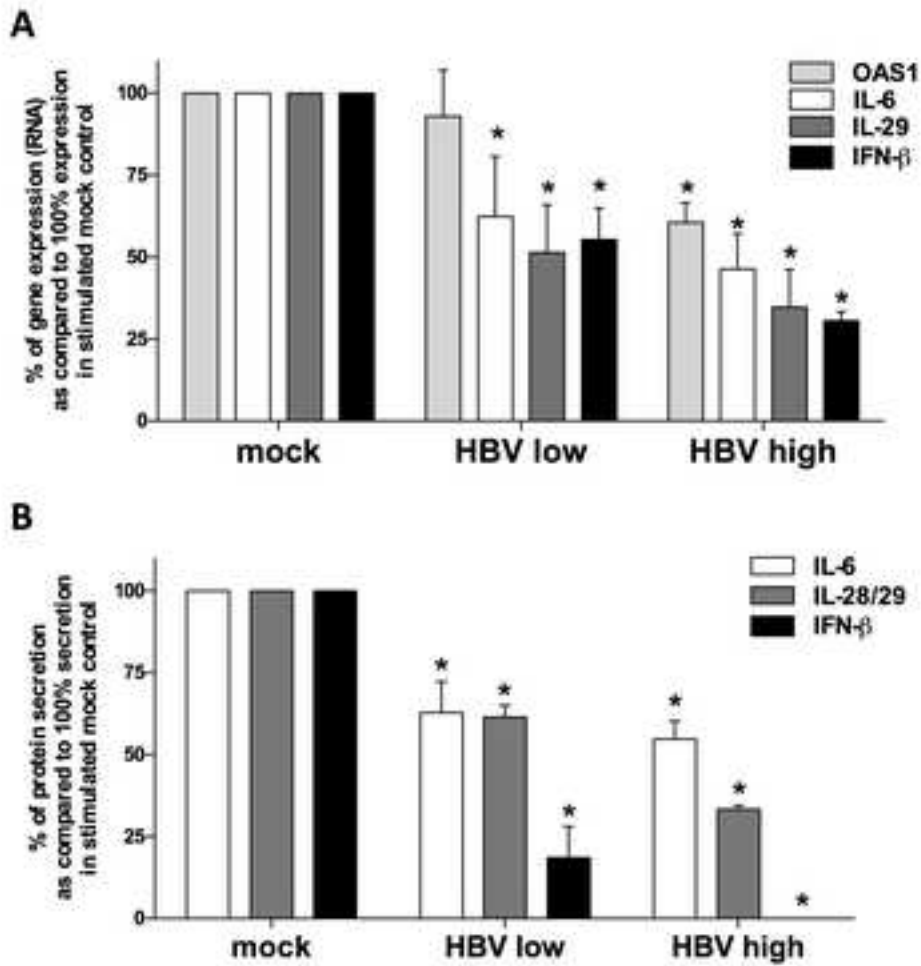 A
% of gene expression (RNA)
as compared to 100% expression
in stimulated mock control
100
75
50
25
0
OAS1
IL-6
IL-29
IFN-β
*
*
*
*
*
*
*
mock
HBV low
HBV high
B
% of protein secretion
as compared to 100% secretion
in stimulated mock control
100
75
50
25
0
IL-6
IL-28/29
IFN-β
*
*
*
*
*
*
mock
HBV low
HBV high